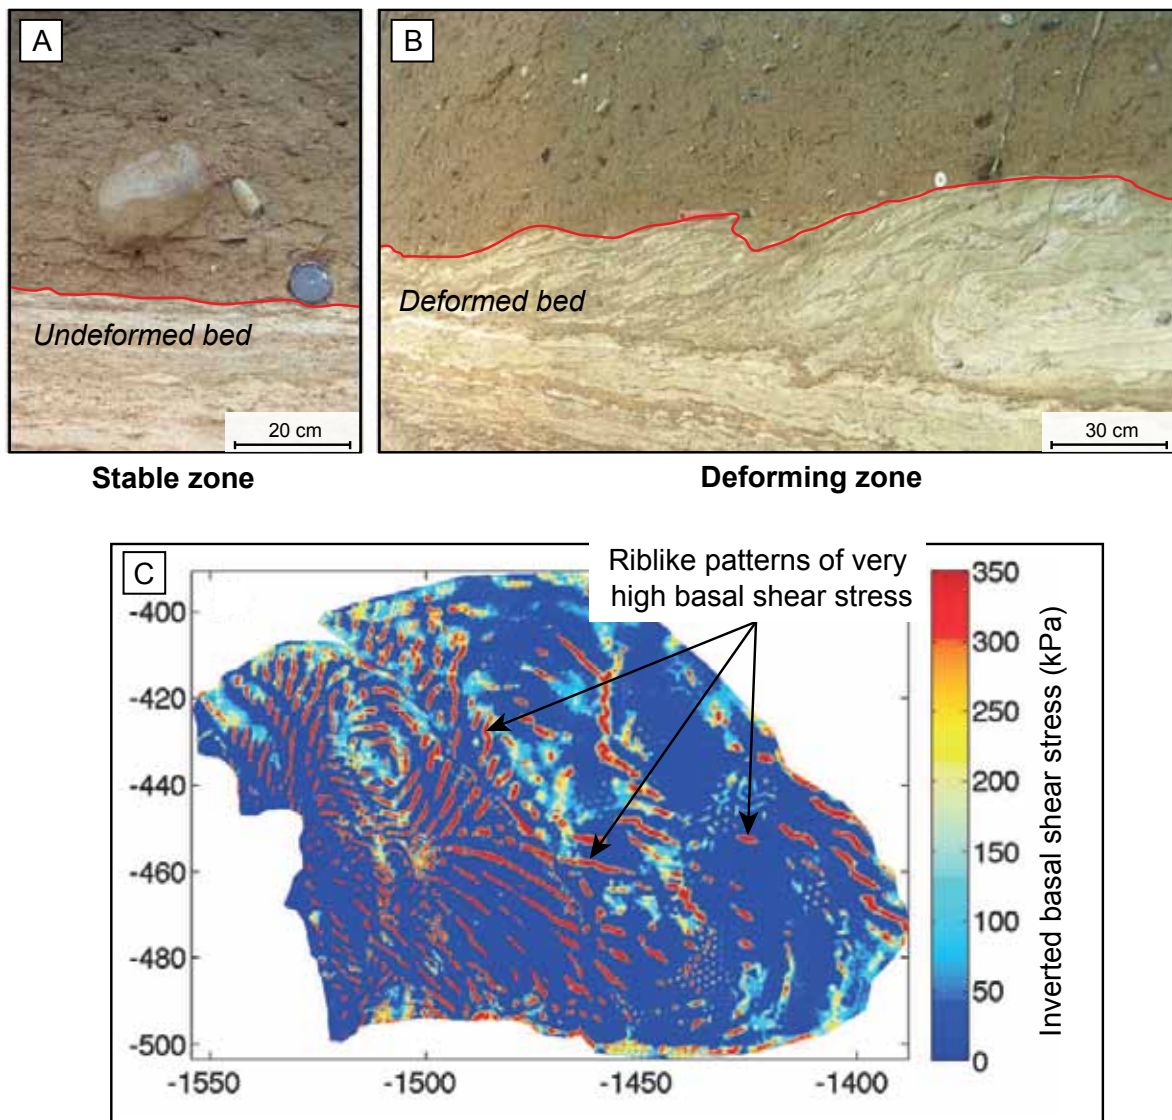 A
B
Undeformed bed
Deformed bed
20 cm
30 cm
Stable zone
Deforming zone
C
Riblike patterns of very
high basal shear stress
-400
-420
-440
-460
-480
-500
-1550
-1500
-1450
-1400
350
300
250
200
150
100
50
0
Inverted basal shear stress (kPa)